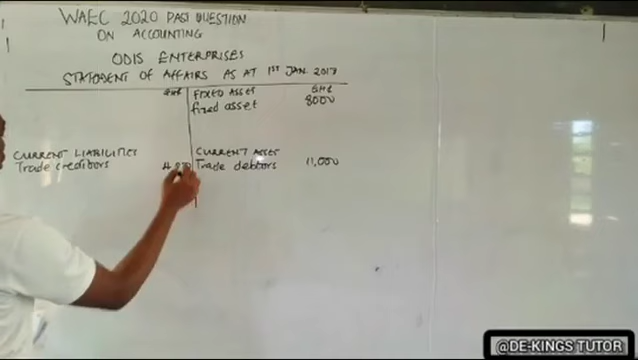 WAEC 2020 PAST QUESTION
ON ACCOUNTING
ODIS ENTERPRISES
STATEMENT OF AFFAIRS AS AT 1ST JAN. 2017
GH¢ FIXED ASSETS GH¢
fixed asset 8000
CURRENT LIABILITIES CURRENT ASSET
Trade creditors Trade debtors 11,000
@DE-KINGS TUTOR